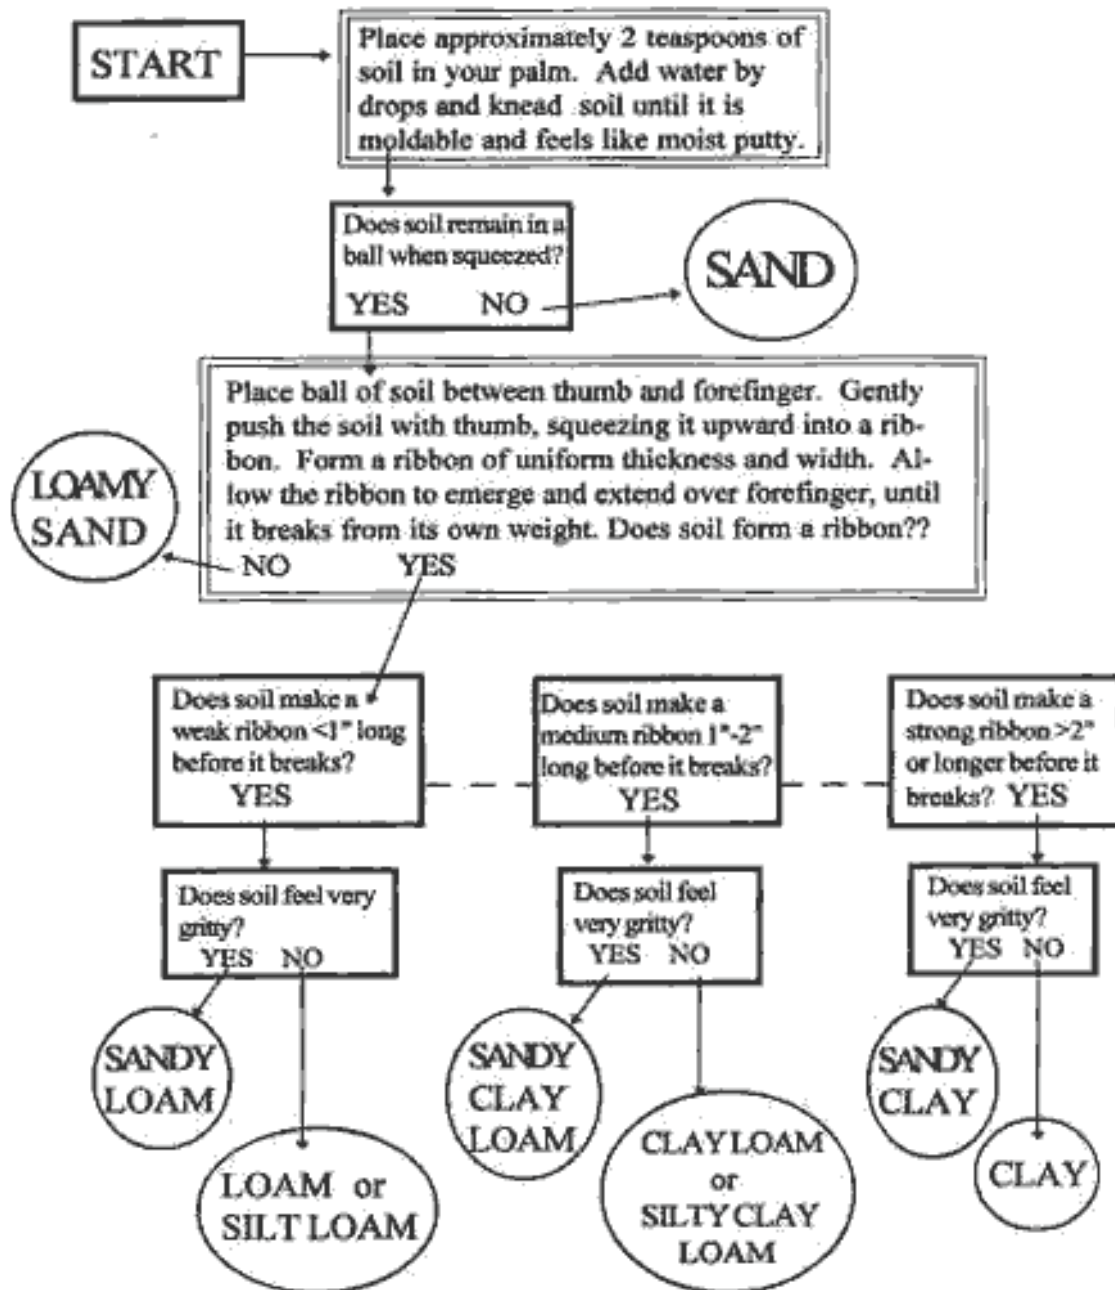 START
Place approximately 2 teaspoons of
soil in your palm. Add water by
drops and knead soil until it is
moldable and feels like moist putty.
Does soil remain in a
ball when squeezed?
YES NO
SAND
Place ball of soil between thumb and forefinger. Gently
push the soil with thumb, squeezing it upward into a rib-
bon. Form a ribbon of uniform thickness and width. Al-
low the ribbon to emerge and extend over forefinger, until
it breaks from its own weight. Does soil form a ribbon??
NO YES
LOAMY
SAND
Does soil make a
weak ribbon <1" long
before it breaks?
YES
Does soil make a
medium ribbon 1"-2"
long before it breaks?
YES
Does soil make a
strong ribbon >2"
or longer before it
breaks? YES
Does soil feel very
gritty?
YES NO
Does soil feel
very gritty?
YES NO
Does soil feel
very gritty?
YES NO
SANDY
LOAM
LOAM or
SILT LOAM
SANDY
CLAY
LOAM
CLAY LOAM
or
SILTY CLAY
LOAM
SANDY
CLAY
CLAY